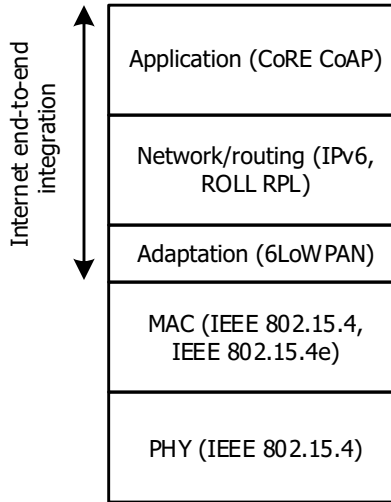 Internet end-to-end
integration
Application (CoRE CoAP)
Network/routing (IPv6,
ROLL RPL)
Adaptation (6LoWPAN)
MAC (IEEE 802.15.4,
IEEE 802.15.4e)
PHY (IEEE 802.15.4)